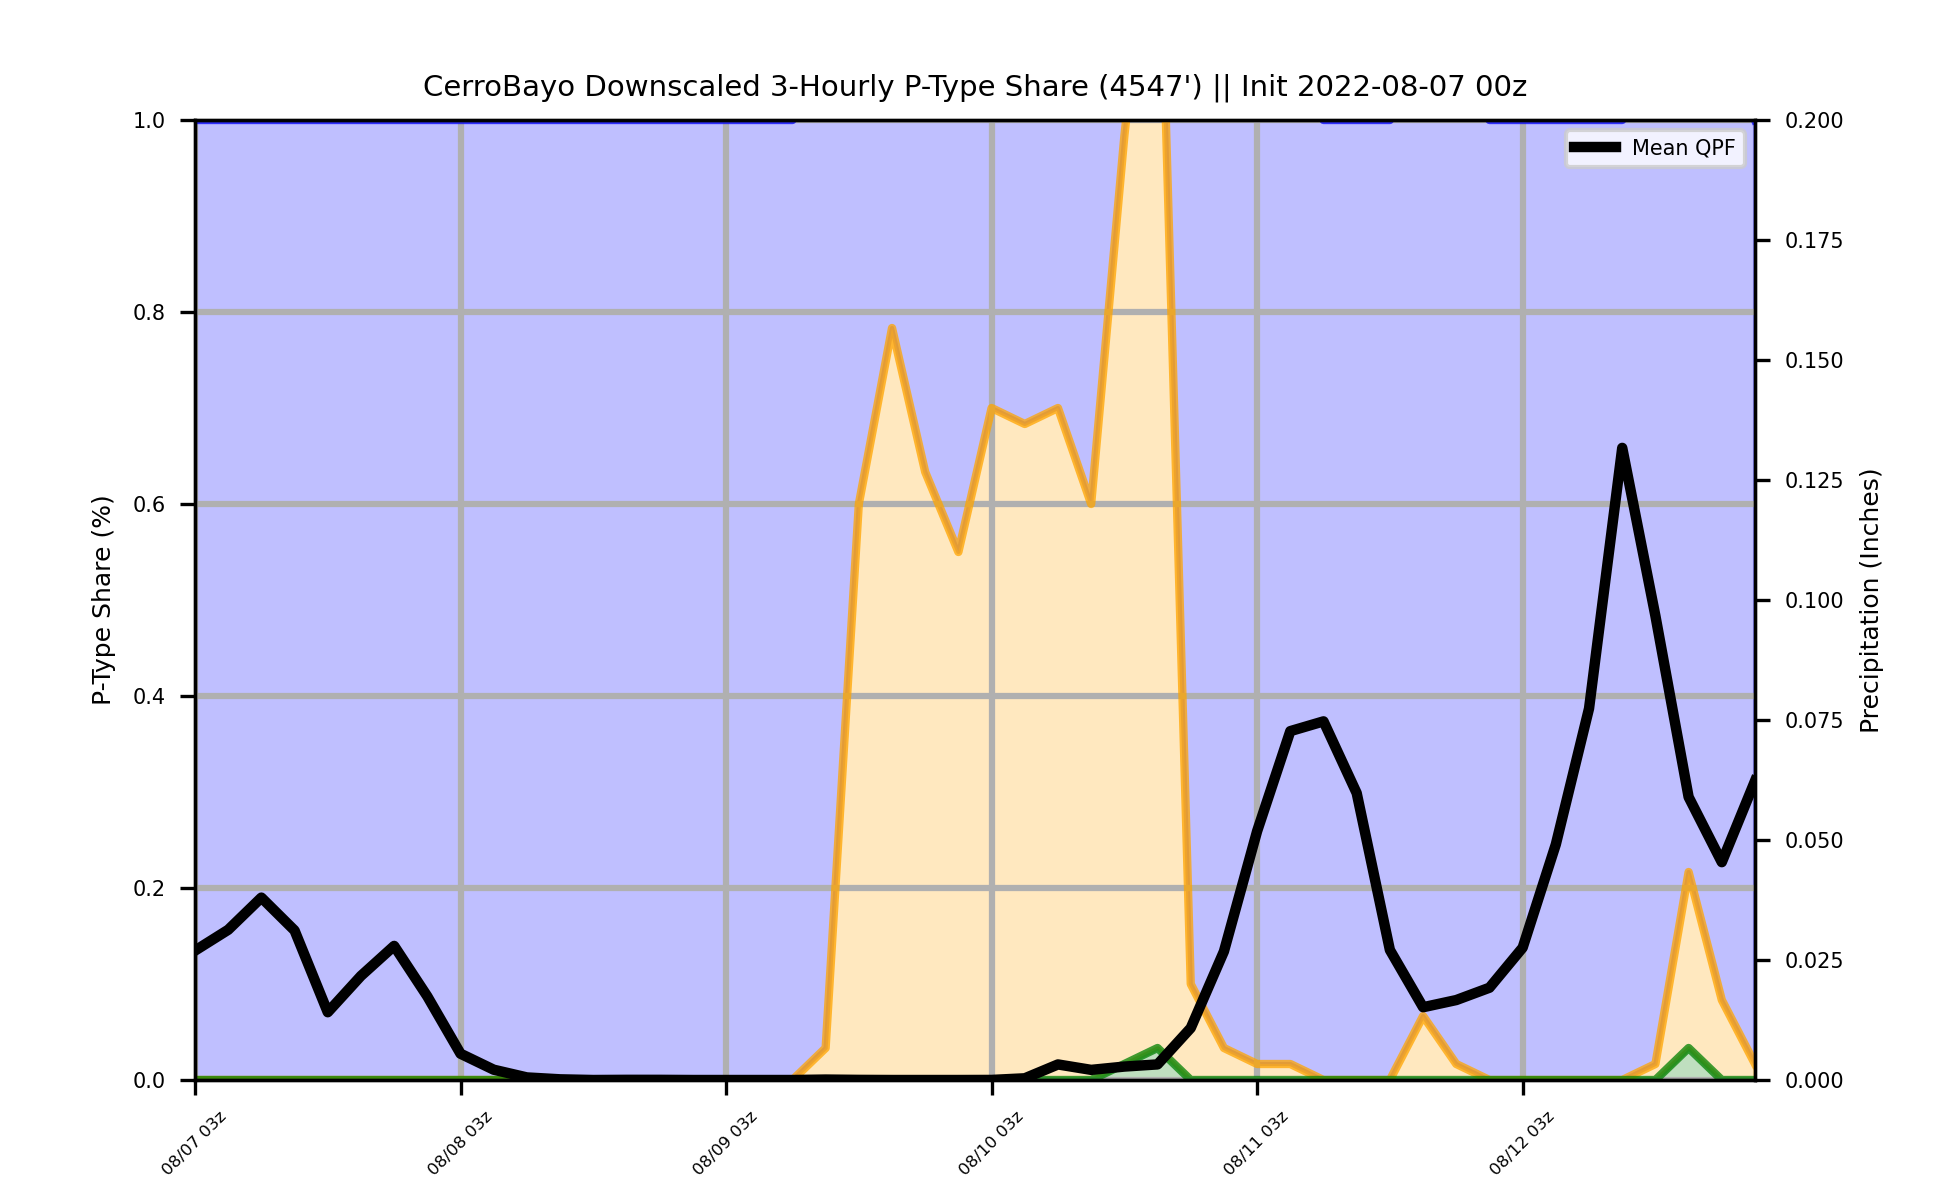 CerroBayo Downscaled 3-Hourly P-Type Share (4547') || Init 2022-08-07 00z
Mean QPF
P-Type Share (%)
1.0
0.8
0.6
0.4
0.2
0.0
0.200
0.175
0.150
0.125
0.100
0.075
0.050
0.025
0.000
Precipitation (Inches)
08/07 03z
08/08 03z
08/09 03z
08/10 03z
08/11 03z
08/12 03z